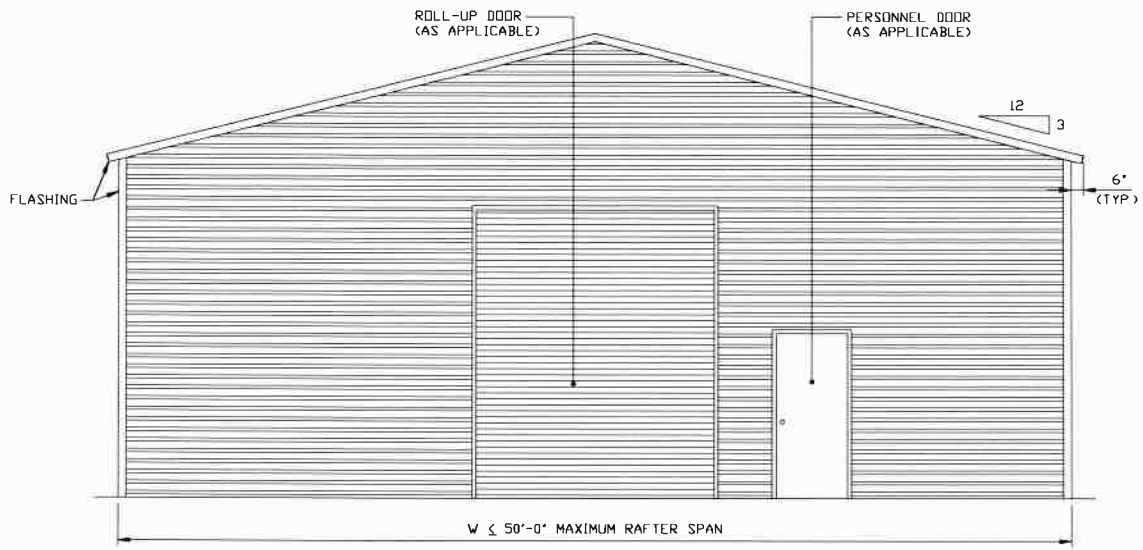 ROLL-UP DOOR
(AS APPLICABLE)
PERSONNEL DOOR
(AS APPLICABLE)
12
3
FLASHING
6"
(TYP)
W ≤ 50'-0" MAXIMUM RAFTER SPAN